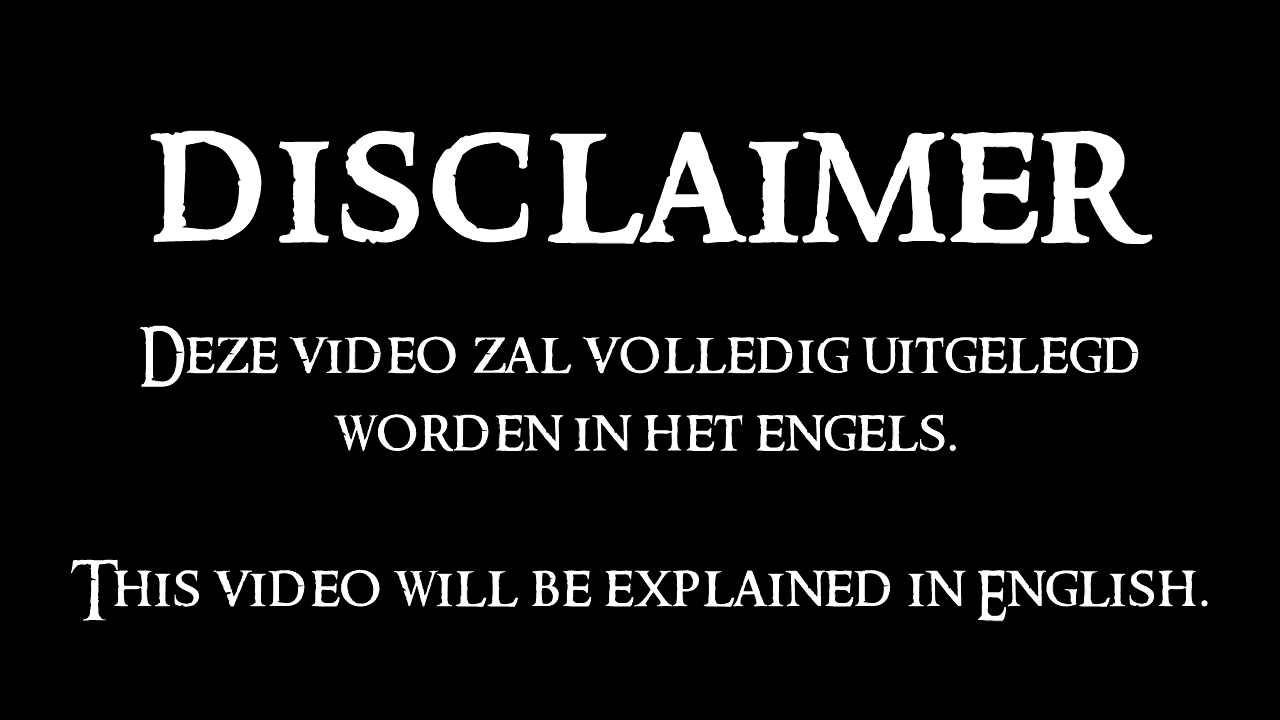 DISCLAIMER
Deze video zal volledig uitgelegd
worden in het engels.
This video will be explained in English.